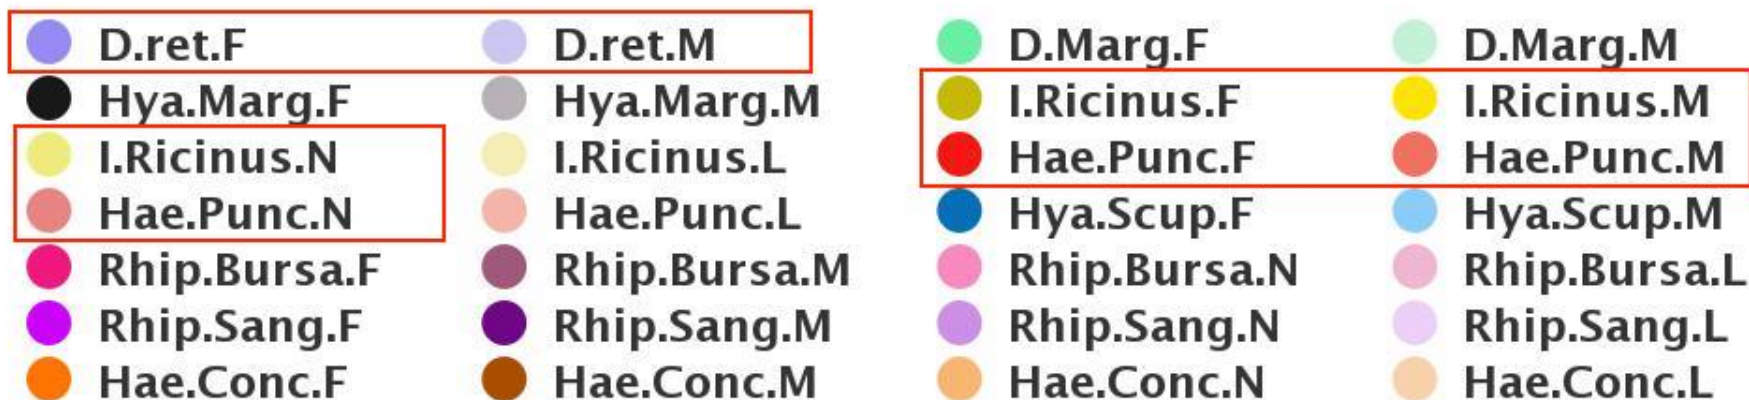 D.ret.F D.ret.M D.Marg.F D.Marg.M
Hya.Marg.F Hya.Marg.M I.Ricinus.F I.Ricinus.M
I.Ricinus.N I.Ricinus.L Hae.Punc.F Hae.Punc.M
Hae.Punc.N Hae.Punc.L Hya.Scup.F Hya.Scup.M
Rhip.Bursa.F Rhip.Bursa.M Rhip.Bursa.N Rhip.Bursa.L
Rhip.Sang.F Rhip.Sang.M Rhip.Sang.N Rhip.Sang.L
Hae.Conc.F Hae.Conc.M Hae.Conc.N Hae.Conc.L